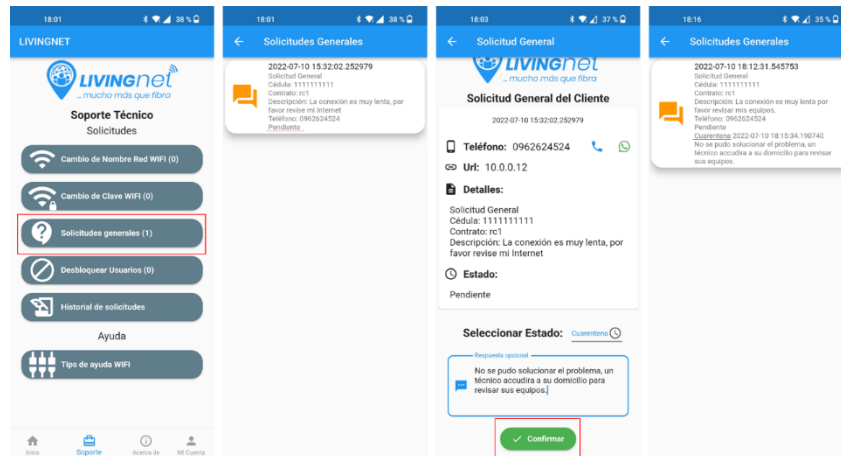 18:01
38 %
LIVINGNET
LIVINGnet
... mucho más que fibra
Soporte Técnico
Solicitudes
Cambio de Nombre Red WIFI (0)
Cambio de Clave WIFI (0)
Solicitudes generales (1)
Desbloquear Usuarios (0)
Historial de solicitudes
Ayuda
Tips de ayuda WIFI
Inicio
Soporte
Acerca de
Mi Cuenta
18:01
38 %
Solicitudes Generales
2022-07-10 15:32:02.252979
Solicitud General
Cédula: 1111111111
Contrato: rc1
Descripción: La conexión es muy lenta, por
favor revise mi Internet
Teléfono: 0962624524
Pendiente
18:03
37 %
Solicitud General
LIVINGnet
... mucho más que fibra
Solicitud General del Cliente
2022-07-10 15:32:02.252979
Teléfono: 0962624524
Url: 10.0.0.12
Detalles:
Solicitud General
Cédula: 1111111111
Contrato: rc1
Descripción: La conexión es muy lenta, por
favor revise mi Internet
Estado:
Pendiente
Seleccionar Estado: Cuarentena
Respuesta opcional
No se pudo solucionar el problema, un
técnico accudira a su domicilio para
revisar sus equipos.
Confirmar
18:16
35 %
Solicitudes Generales
2022-07-10 18:12:31.545753
Solicitud General
Cédula: 1111111111
Contrato: rc1
Descripción: La conexión es muy lenta, por
favor revisar mis equipos.
Teléfono: 0962624524
Pendiente
Cuarentena 2022-07-10 18:15:34.190740
No se pudo solucionar el problema, un
técnico accudira a su domicilio para revisar
sus equipos.